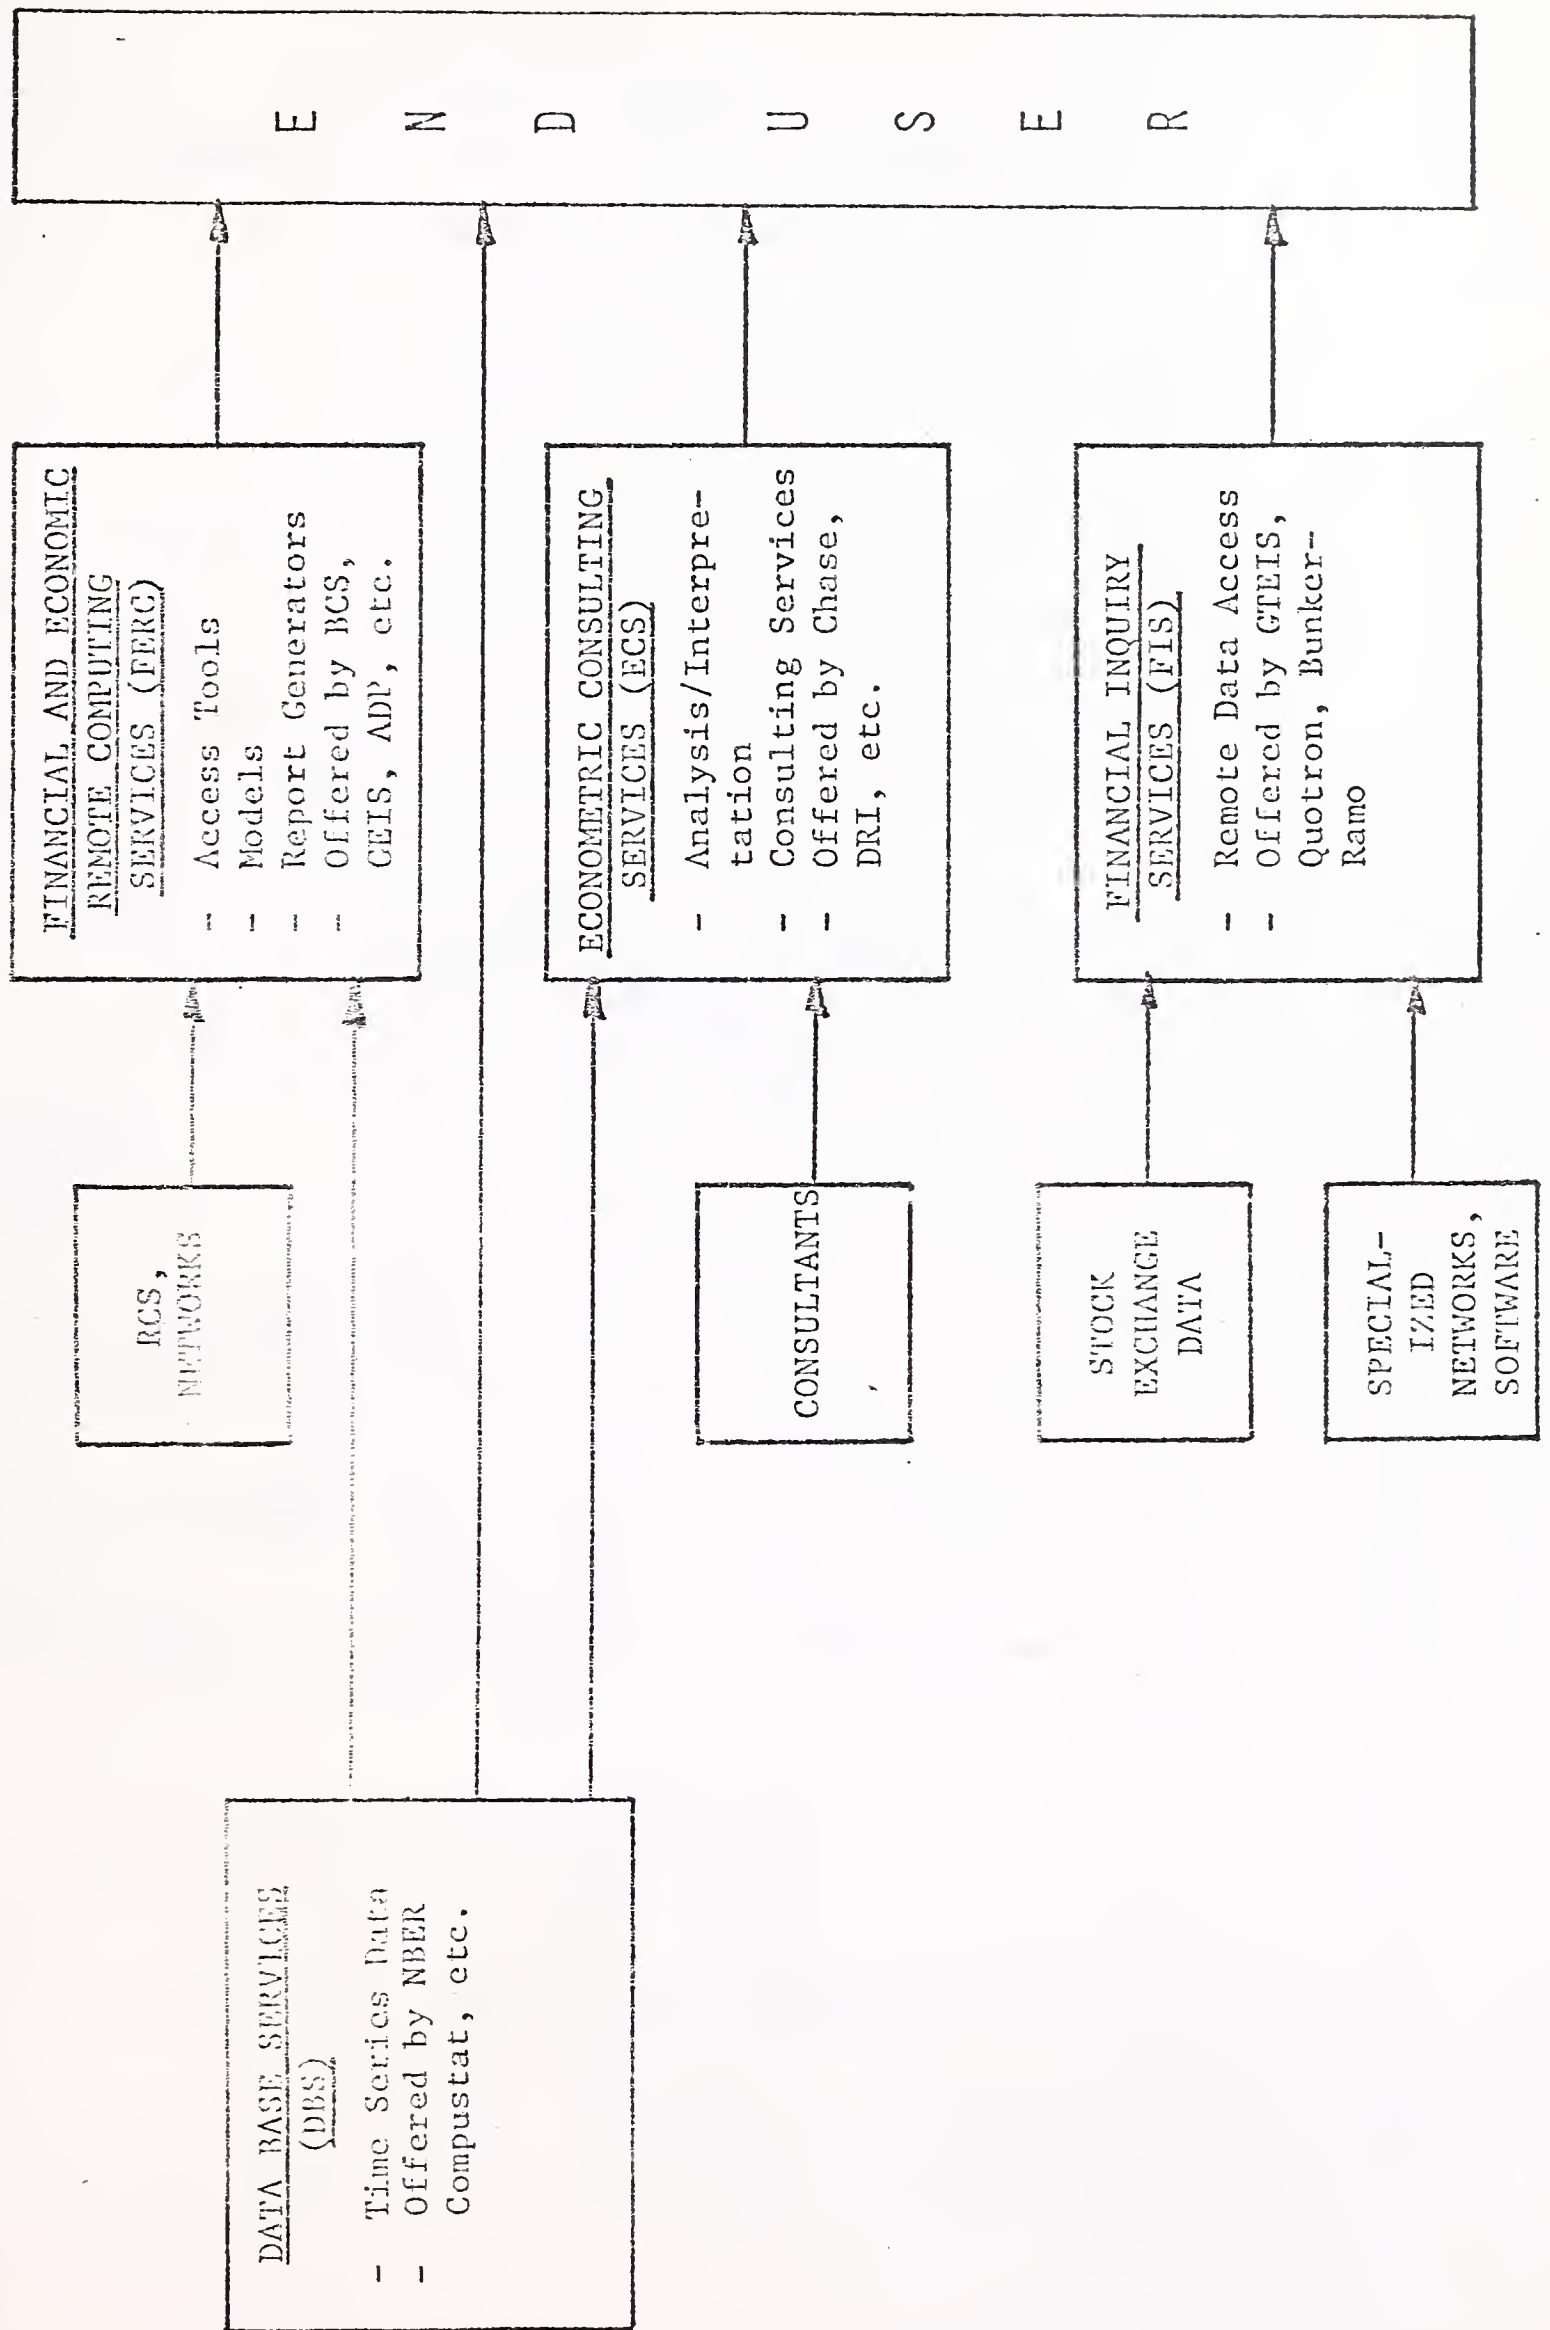 DATA BASE SERVICES
(DBS)
- Time Series Data
- Offered by NBER
Compustat, etc.
RCS,
NETWORKS
CONSULTANTS
STOCK
EXCHANGE
DATA
SPECIAL-
IZED
NETWORKS,
SOFTWARE
FINANCIAL AND ECONOMIC
REMOTE COMPUTING
SERVICES (FERC)
- Access Tools
- Models
- Report Generators
- Offered by BCS,
GEIS, ADP, etc.
ECONOMETRIC CONSULTING
SERVICES (ECS)
- Analysis/Interpre-
tation
- Consulting Services
- Offered by Chase,
DRI, etc.
FINANCIAL INQUIRY
SERVICES (FIS)
- Remote Data Access
- Offered by GTEIS,
Quotron, Bunker-
Ramo
END USER